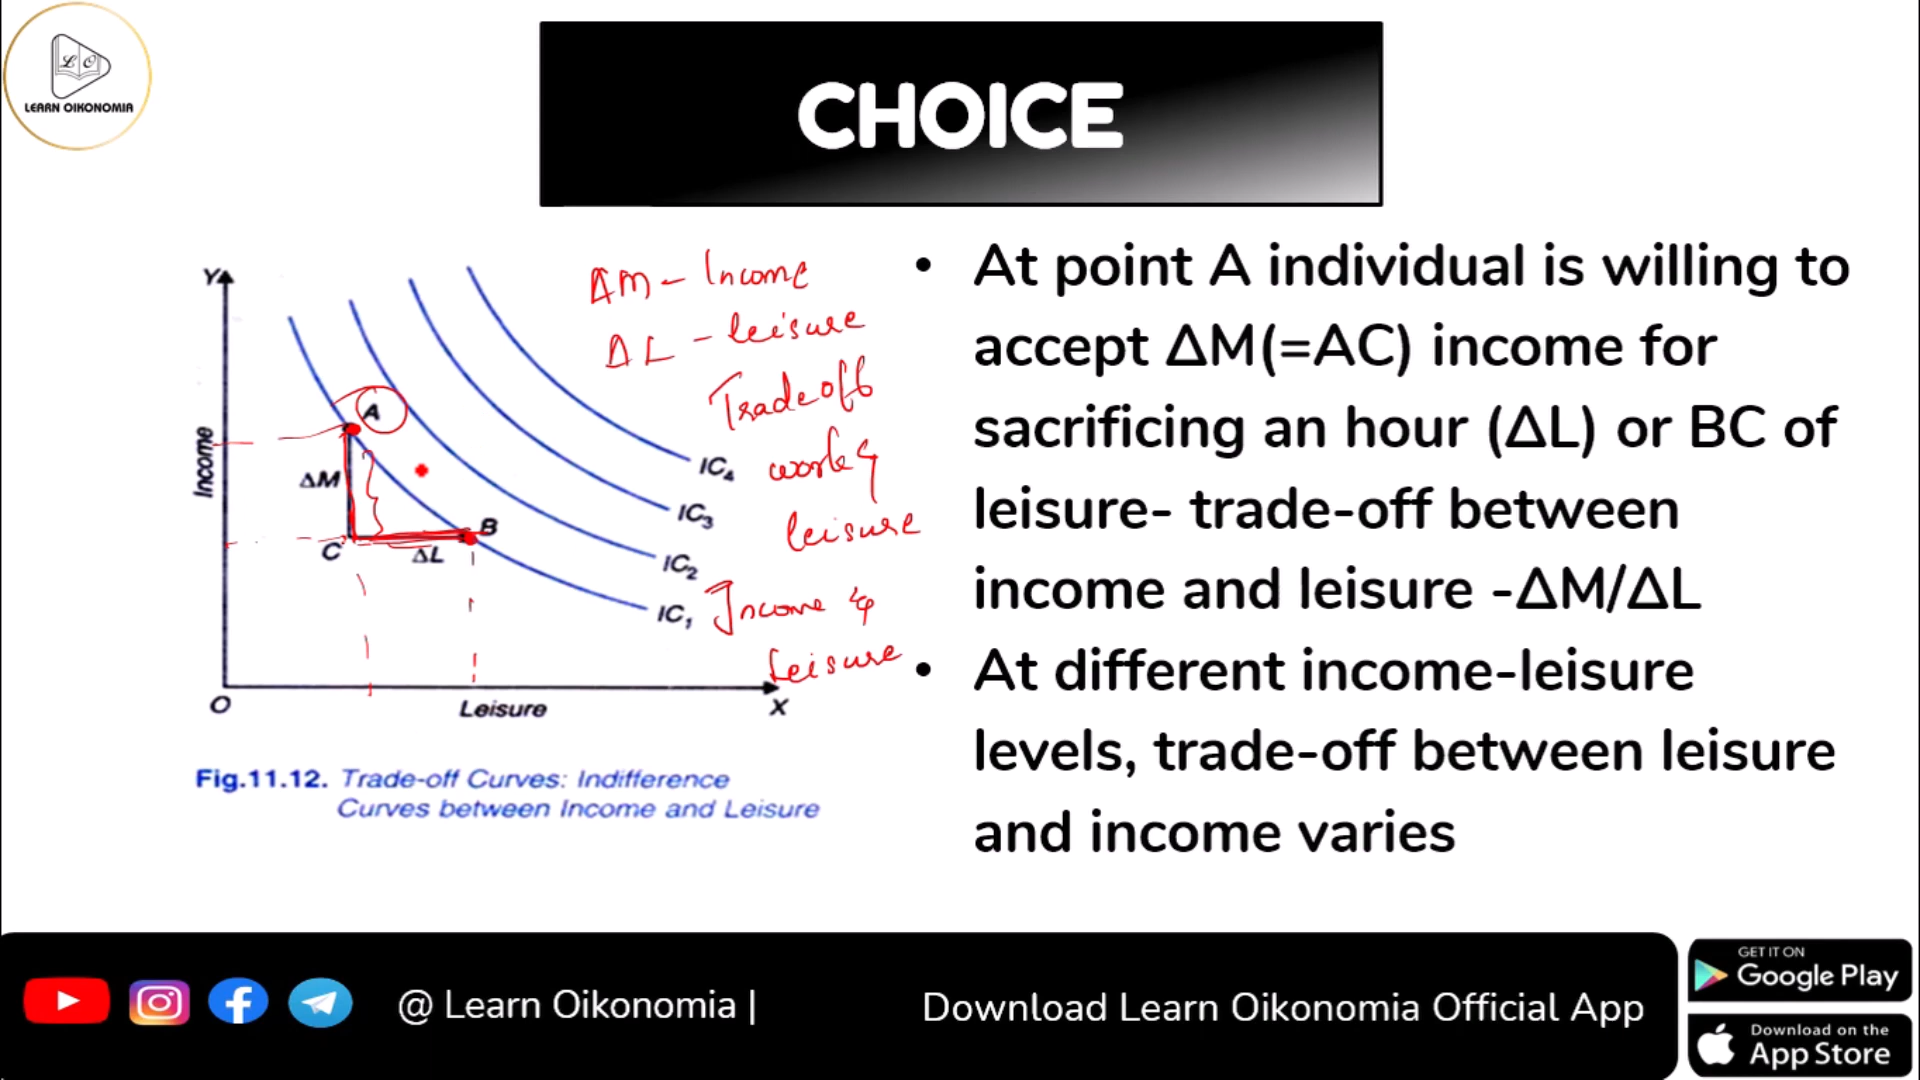 LO
LEARN OIKONOMIA
CHOICE
Y
Income
A
ΔM
C
ΔL
B
IC4
IC3
IC2
IC1
O
Leisure
X
Fig.11.12. Trade-off Curves: Indifference
Curves between Income and Leisure
ΔM - Income
ΔL - leisure
Tradeoff
work &
leisure
Income &
Leisure
• At point A individual is willing to
accept ΔM(=AC) income for
sacrificing an hour (ΔL) or BC of
leisure- trade-off between
income and leisure -ΔM/ΔL
• At different income-leisure
levels, trade-off between leisure
and income varies
@ Learn Oikonomia |
Download Learn Oikonomia Official App
GET IT ON
Google Play
Download on the
App Store